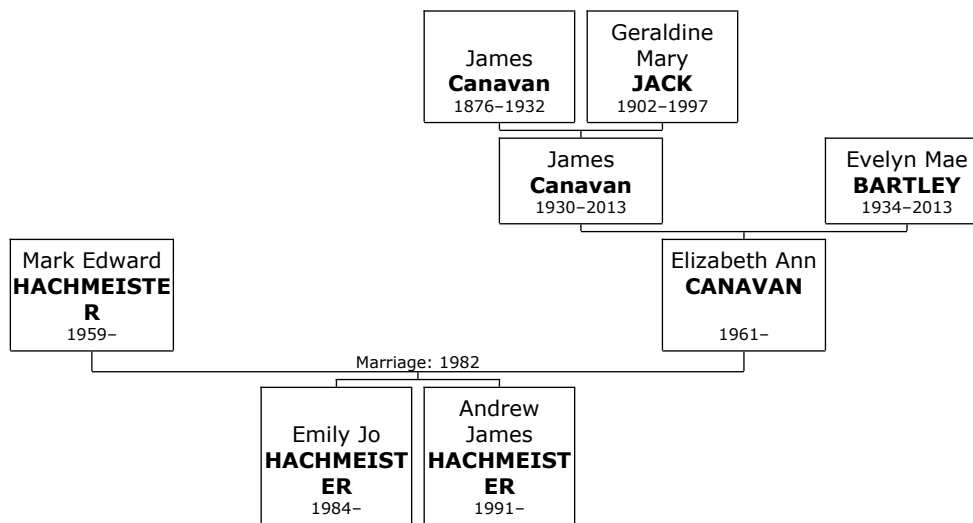 James
Canavan
1876–1932
Geraldine
Mary
JACK
1902–1997
James
Canavan
1930–2013
Evelyn Mae
BARTLEY
1934–2013
Mark Edward
HACHMEISTE
R
1959–
Elizabeth Ann
CANAVAN
1961–
Marriage: 1982
Emily Jo
HACHMEIST
ER
1984–
Andrew
James
HACHMEIST
ER
1991–